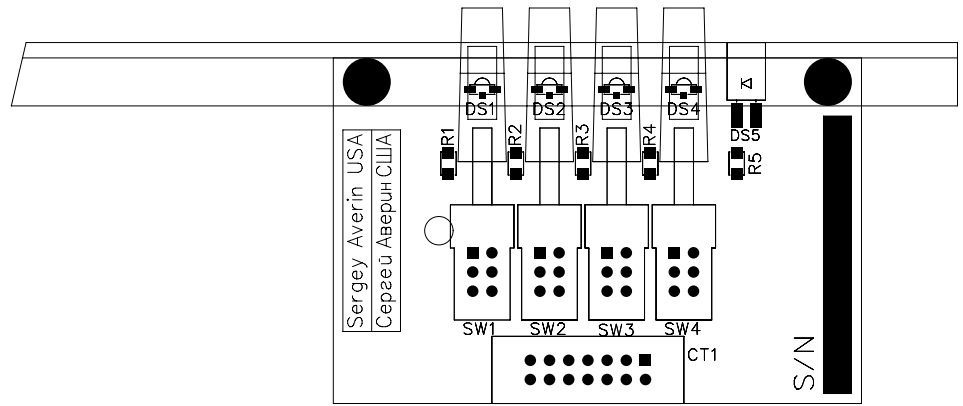 DS1 DS2 DS3 DS4
DS5
R1
R2
R3
R4
R5
Sergey Averin USA
Сергей Аверин США
SW1 SW2 SW3 SW4
CT1
S/N